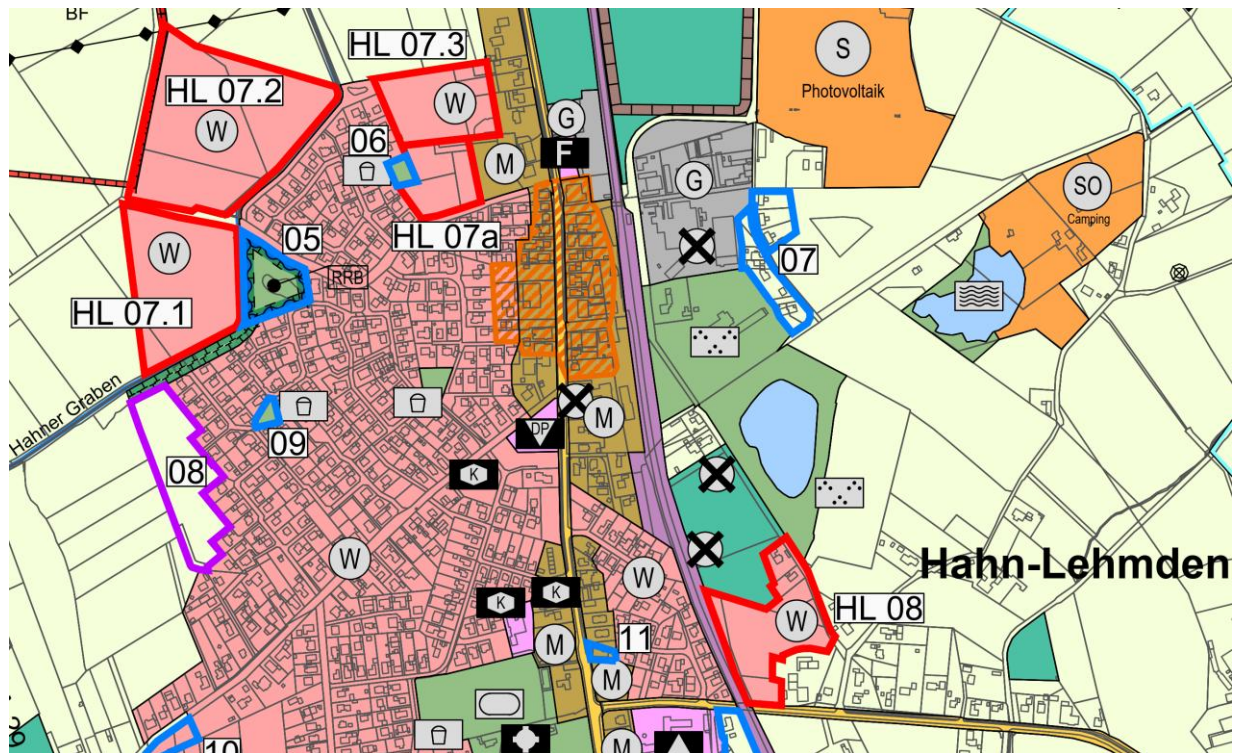 BF
HL 07.3
S
Photovoltaik
HL 07.2
W
W
G
06
M
F
G
SO
Camping
HL 07a
05
W
RRB
07
HL 07.1
Hahner Graben
M
DP
09
08
K
W
W
Hahn-Lehmden
K
K
W
HL 08
11
M
M
10
M